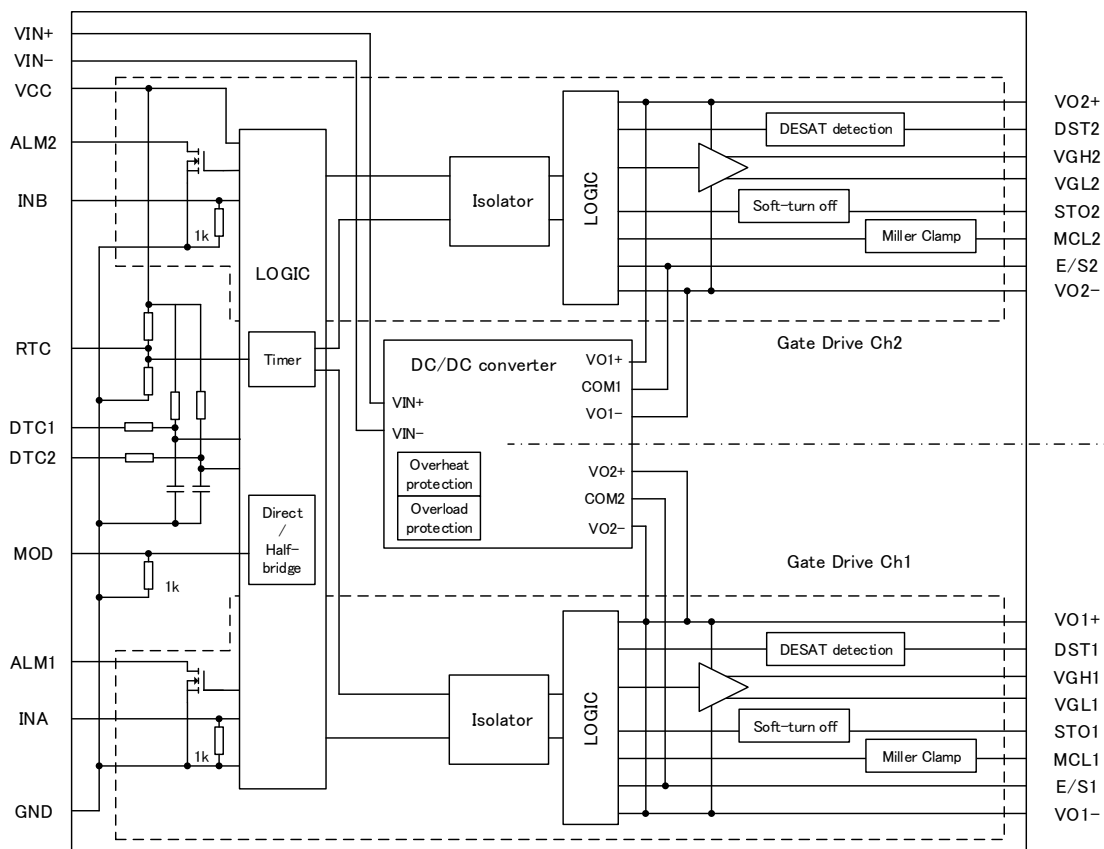 VIN+
VIN-
VCC
ALM2
INB
RTC
DTC1
DTC2
MOD
ALM1
INA
GND
1k
1k
1k
LOGIC
Timer
Direct
/
Half-
bridge
Isolator
LOGIC
DESAT detection
Soft-turn off
Miller Clamp
VO2+
DST2
VGH2
VGL2
STO2
MCL2
E/S2
VO2-
Gate Drive Ch2
DC/DC converter
VIN+
VIN-
Overheat
protection
Overload
protection
VO1+
COM1
VO1-
VO2+
COM2
VO2-
Gate Drive Ch1
Isolator
LOGIC
DESAT detection
Soft-turn off
Miller Clamp
VO1+
DST1
VGH1
VGL1
STO1
MCL1
E/S1
VO1-